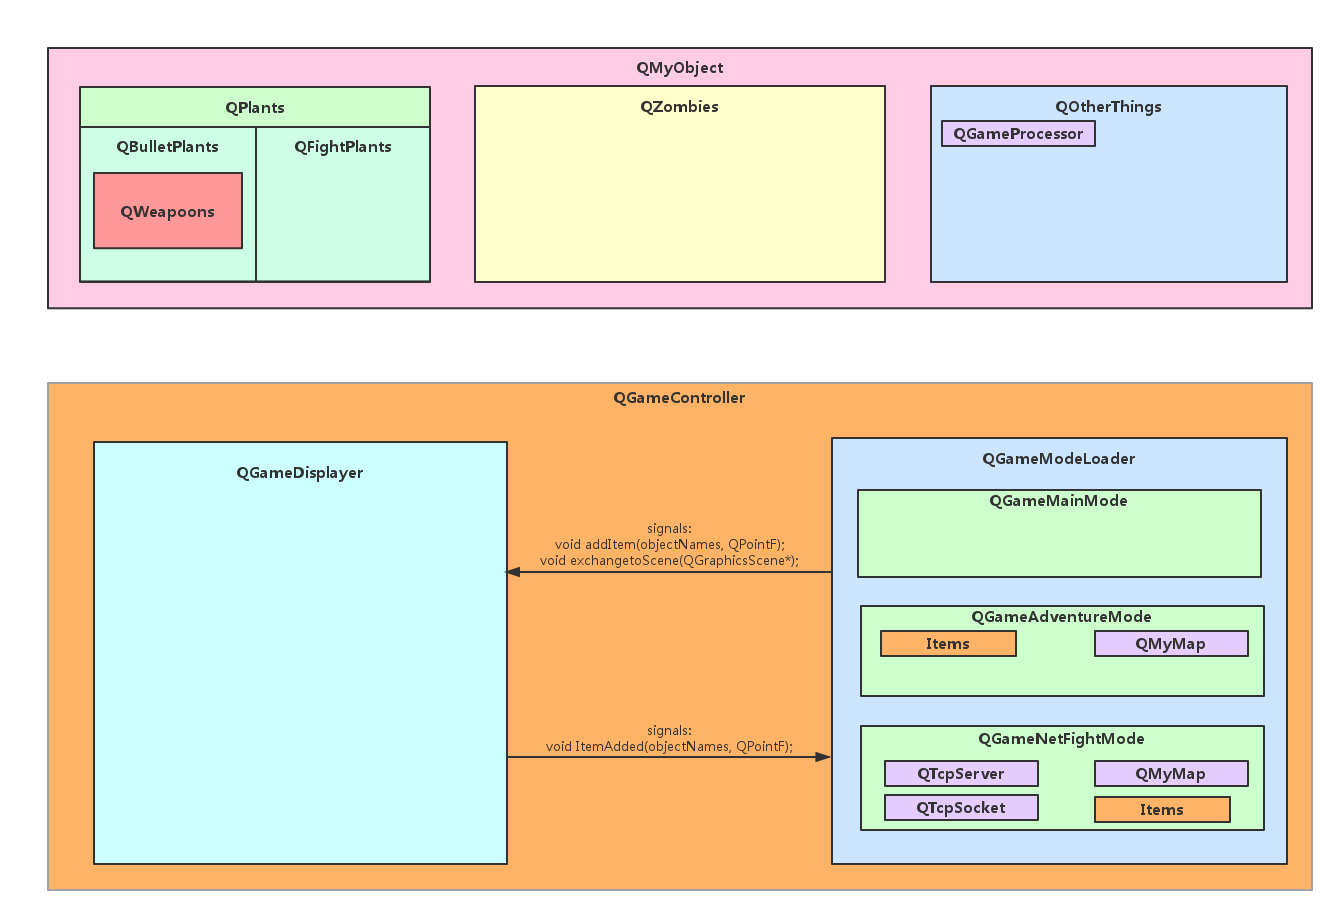 QMyObject
QPlants
QZombies
QOtherThings
QGameProcessor
QBulletPlants
QFightPlants
QWeapoons
QGameController
QGameDisplayer
QGameModeLoader
QGameMainMode
signals:
void addItem(objectNames, QPointF);
void exchangetoScene(QGraphicsScene*);
QGameAdventureMode
Items
QMyMap
signals:
void ItemAdded(objectNames, QPointF);
QGameNetFightMode
QTcpServer
QMyMap
QTcpSocket
Items